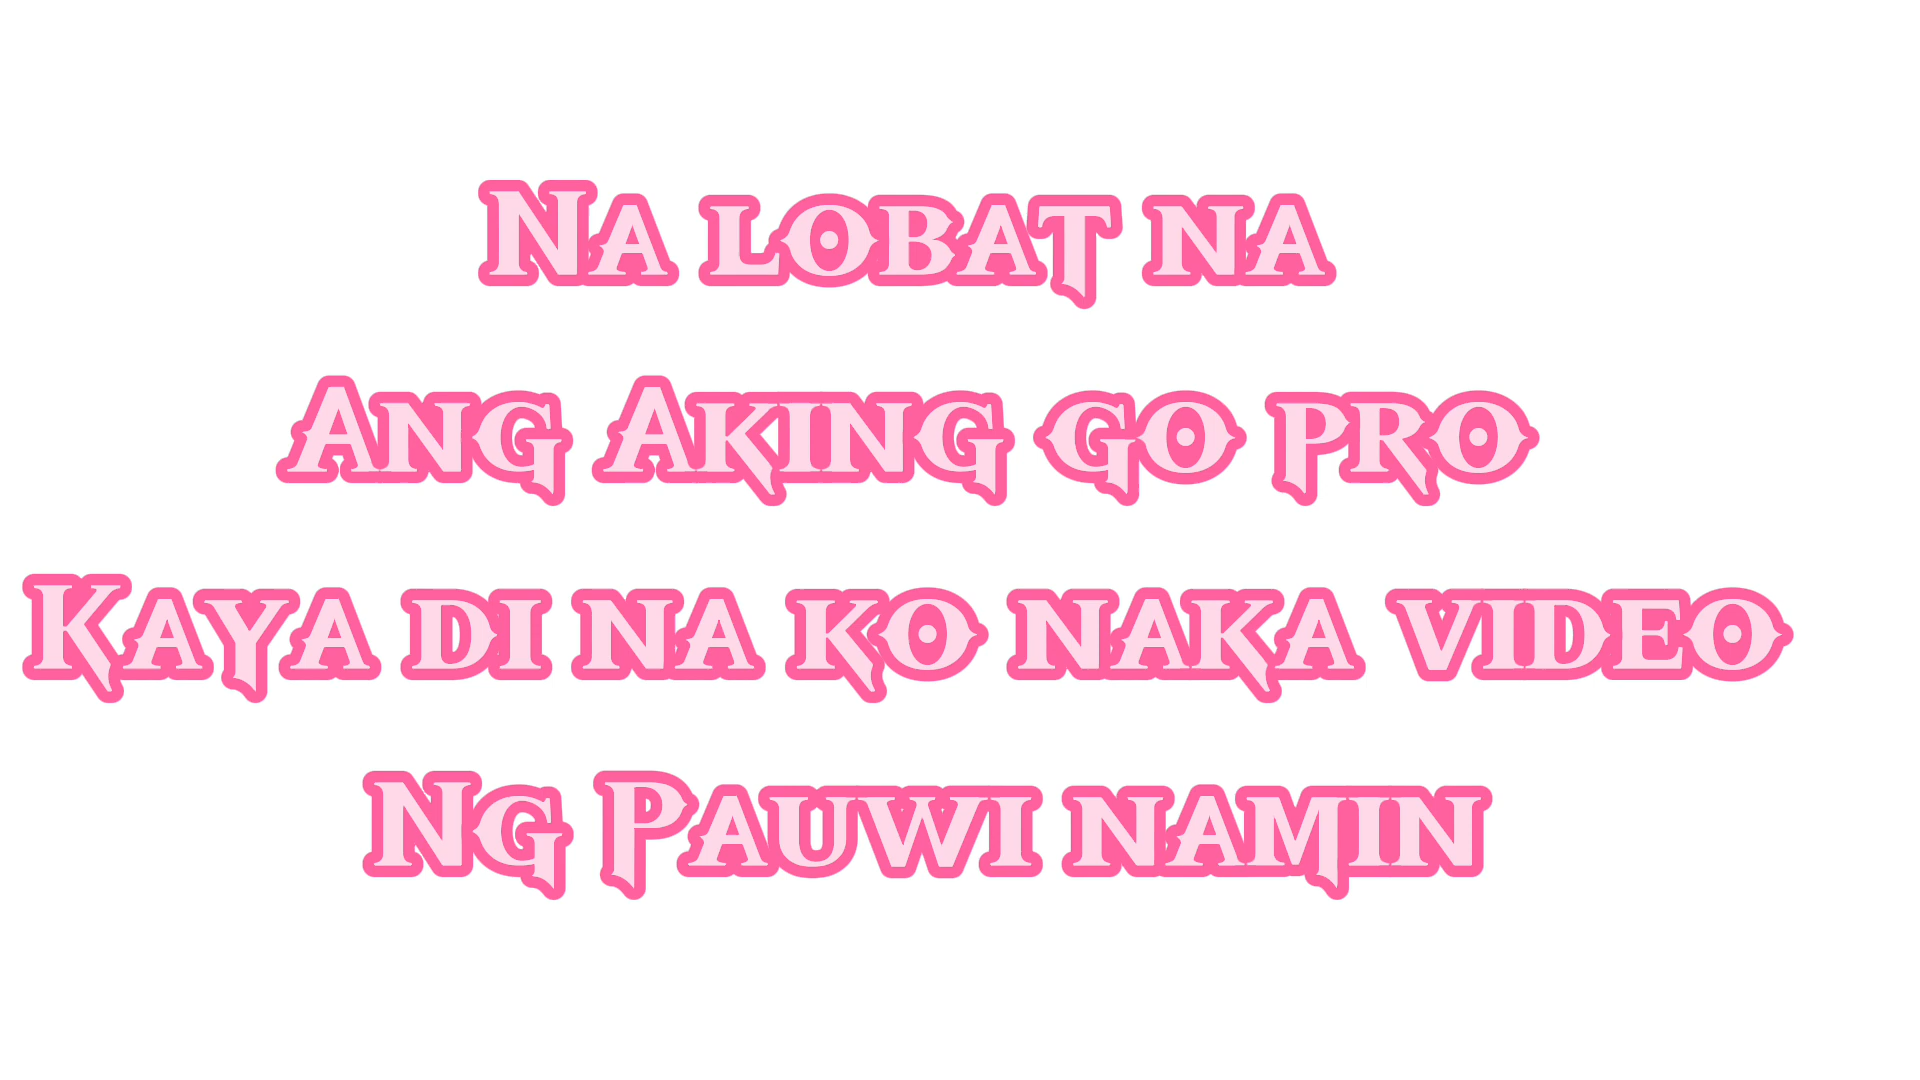 Na lobat na
Ang Aking go pro
Kaya di na ko naka video
Ng Pauwi namin